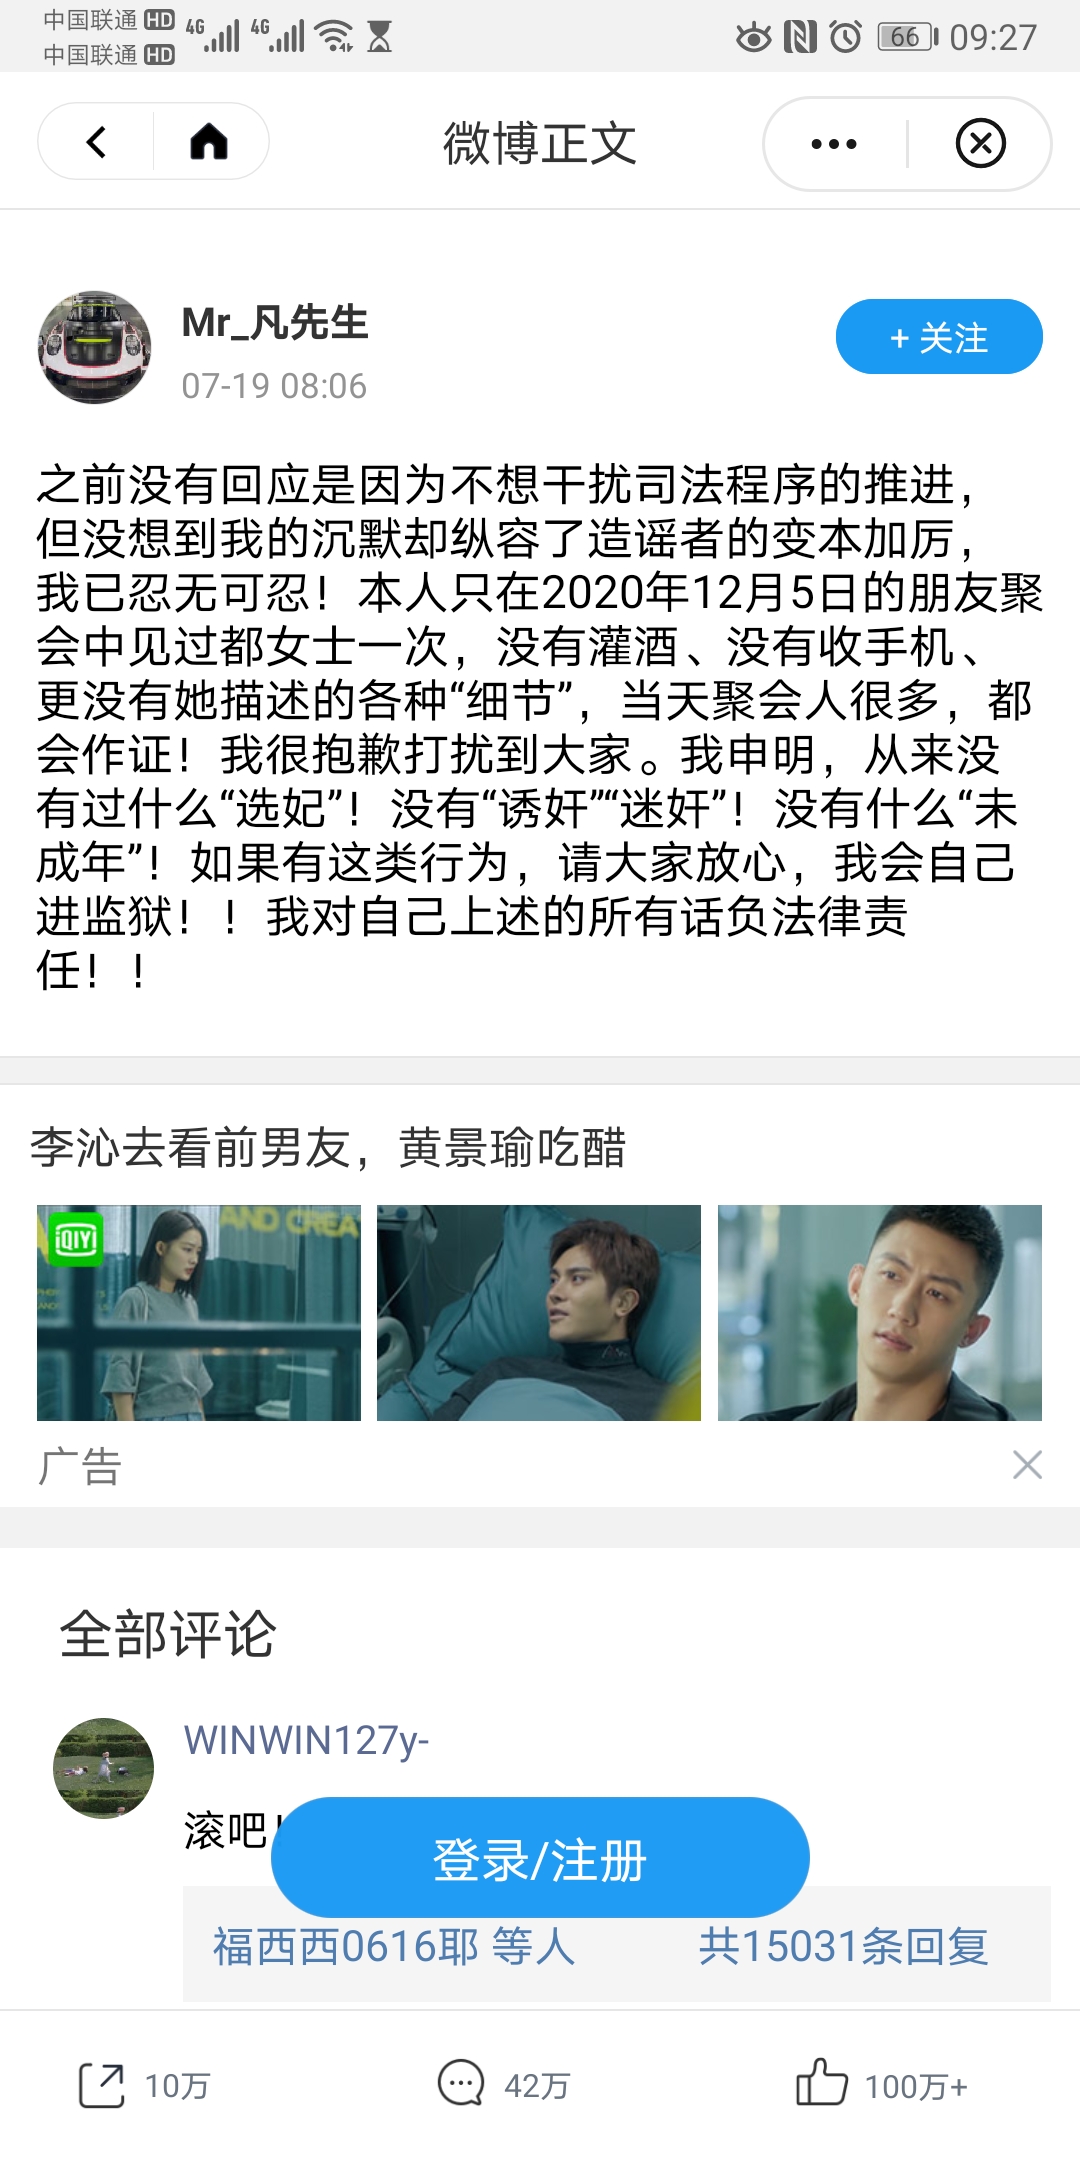 中国联通 HD 4G 4G 66 09:27
中国联通 HD
微博正文
Mr_凡先生
+ 关注
07-19 08:06
之前没有回应是因为不想干扰司法程序的推进，
但没想到我的沉默却纵容了造谣者的变本加厉，
我已忍无可忍！本人只在2020年12月5日的朋友聚
会中见过都女士一次，没有灌酒、没有收手机、
更没有她描述的各种“细节”，当天聚会人很多，都
会作证！我很抱歉打扰到大家。我申明，从来没
有过什么“选妃”！没有“诱奸”“迷奸”！没有什么“未
成年”！如果有这类行为，请大家放心，我会自己
进监狱！！我对自己上述的所有话负法律责
任！！
李沁去看前男友，黄景瑜吃醋
iQIYI
AND CREA
广告
全部评论
WINWIN127y-
滚吧！
登录/注册
福西西0616耶 等人 共15031条回复
10万 42万 100万+